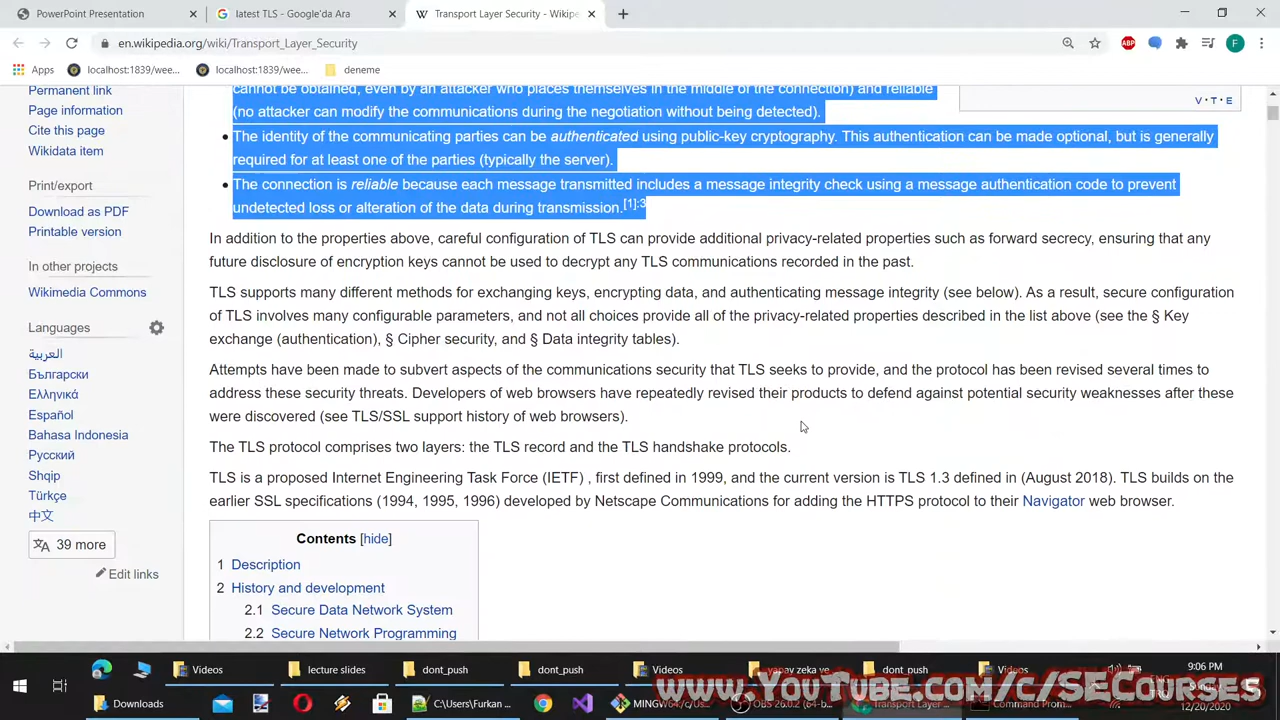 PowerPoint Presentation
latest TLS - Google'da Ara
Transport Layer Security - Wikipe
en.wikipedia.org/wiki/Transport_Layer_Security
ABP
F
Apps
localhost:1839/wee...
localhost:1839/wee...
deneme
Permanent link
Page information
Cite this page
Wikidata item
Print/export
Download as PDF
Printable version
In other projects
Wikimedia Commons
Languages
العربية
Български
Ελληνικά
Español
Bahasa Indonesia
Русский
Shqip
Türkçe
中文
39 more
Edit links
cannot be obtained, even by an attacker who places themselves in the middle of the connection) and reliable
(no attacker can modify the communications during the negotiation without being detected).
V · T · E
• The identity of the communicating parties can be authenticated using public-key cryptography. This authentication can be made optional, but is generally
required for at least one of the parties (typically the server).
• The connection is reliable because each message transmitted includes a message integrity check using a message authentication code to prevent
undetected loss or alteration of the data during transmission.[1]:3
In addition to the properties above, careful configuration of TLS can provide additional privacy-related properties such as forward secrecy, ensuring that any
future disclosure of encryption keys cannot be used to decrypt any TLS communications recorded in the past.
TLS supports many different methods for exchanging keys, encrypting data, and authenticating message integrity (see below). As a result, secure configuration
of TLS involves many configurable parameters, and not all choices provide all of the privacy-related properties described in the list above (see the § Key
exchange (authentication), § Cipher security, and § Data integrity tables).
Attempts have been made to subvert aspects of the communications security that TLS seeks to provide, and the protocol has been revised several times to
address these security threats. Developers of web browsers have repeatedly revised their products to defend against potential security weaknesses after these
were discovered (see TLS/SSL support history of web browsers).
The TLS protocol comprises two layers: the TLS record and the TLS handshake protocols.
TLS is a proposed Internet Engineering Task Force (IETF) , first defined in 1999, and the current version is TLS 1.3 defined in (August 2018). TLS builds on the
earlier SSL specifications (1994, 1995, 1996) developed by Netscape Communications for adding the HTTPS protocol to their Navigator web browser.
Contents [hide]
1 Description
2 History and development
2.1 Secure Data Network System
2.2 Secure Network Programming
Videos
lecture slides
dont_push
dont_push
Videos
yapay zeka ve
dont_push
Videos
9:06 PM
Downloads
C:\Users\Furkan ...
MINGW64:/c/Us...
OBS 26.0.2 (64-b...
Transport Layer ...
Command Prom...
12/20/2020
www.YouTube.com/c/SECourses